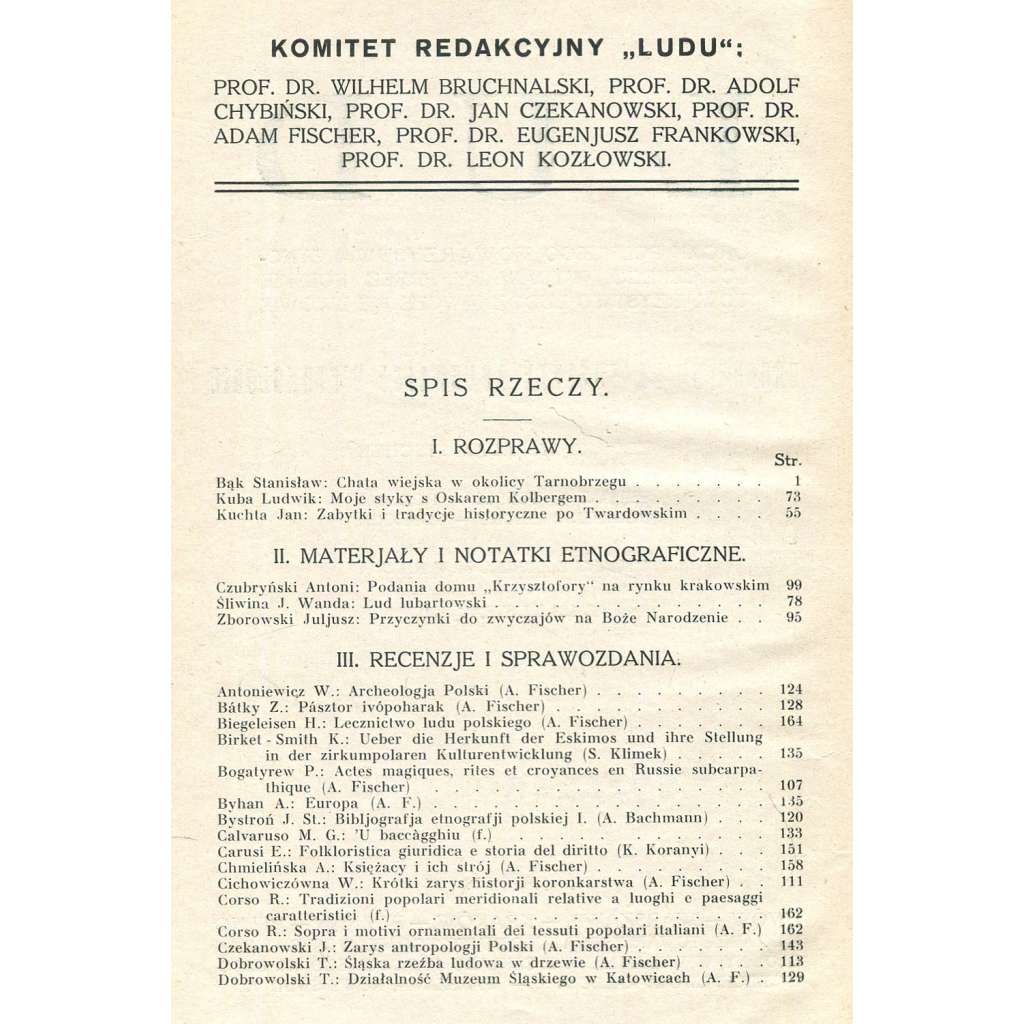 KOMITET REDAKCYJNY „LUDU“:
PROF. DR. WILHELM BRUCHNALSKI, PROF. DR. ADOLF
CHYBIŃSKI, PROF. DR. JAN CZEKANOWSKI, PROF. DR.
ADAM FISCHER, PROF. DR. EUGENJUSZ FRANKOWSKI,
PROF. DR. LEON KOZŁOWSKI.
SPIS RZECZY.
I. ROZPRAWY.
Str.
Bąk Stanisław: Chata wiejska w okolicy Tarnobrzegu . . . . . . . 1
Kuba Ludwik: Moje styky s Oskarem Kolbergem . . . . . . . . . 73
Kuchta Jan: Zabytki i tradycje historyczne po Twardowskim . . . . 55
II. MATERJAŁY I NOTATKI ETNOGRAFICZNE.
Czubryński Antoni: Podania domu „Krzysztofory“ na rynku krakowskim 99
Śliwina J. Wanda: Lud lubartowski . . . . . . . . . . . . . . 78
Zborowski Juljusz: Przyczynki do zwyczajów na Boże Narodzenie . . 95
III. RECENZJE I SPRAWOZDANIA.
Antoniewicz W.: Archeologja Polski (A. Fischer) . . . . . . . . . 124
Bátky Z.: Pásztor ivópoharak (A. Fischer) . . . . . . . . . . . 128
Biegeleisen H.: Lecznictwo ludu polskiego (A. Fischer) . . . . . . . 164
Birket-Smith K.: Ueber die Herkunft der Eskimos und ihre Stellung
in der zirkumpolaren Kulturentwicklung (S. Klimek) . . . . . 135
Bogatyrew P.: Actes magiques, rites et croyances en Russie subcarpa-
thique (A. Fischer) . . . . . . . . . . . . . . . . . 107
Byhan A.: Europa (A. F.) . . . . . . . . . . . . . . . . . 135
Bystroń J. St.: Bibljografja etnografji polskiej I. (A. Bachmann) . . . 120
Calvaruso M. G.: 'U baccàgghiu (f.) . . . . . . . . . . . . . 133
Carusi E.: Folkloristica giuridica e storia del diritto (K. Koranyi) . . . 151
Chmielińska A.: Księżacy i ich strój (A. Fischer) . . . . . . . . . 158
Cichowiczówna W.: Krótki zarys historji koronkarstwa (A. Fischer) . . 111
Corso R.: Tradizioni popolari meridionali relative a luoghi e paesaggi
caratteristici (f.) . . . . . . . . . . . . . . . . . . 162
Corso R.: Sopra i motivi ornamentali dei tessuti popolari italiani (A. F.) 162
Czekanowski J.: Zarys antropologji Polski (A. Fischer) . . . . . . . 143
Dobrowolski T.: Śląska rzeźba ludowa w drzewie (A. Fischer) . . . . 113
Dobrowolski T.: Działalność Muzeum Śląskiego w Katowicach (A. F.) . 129